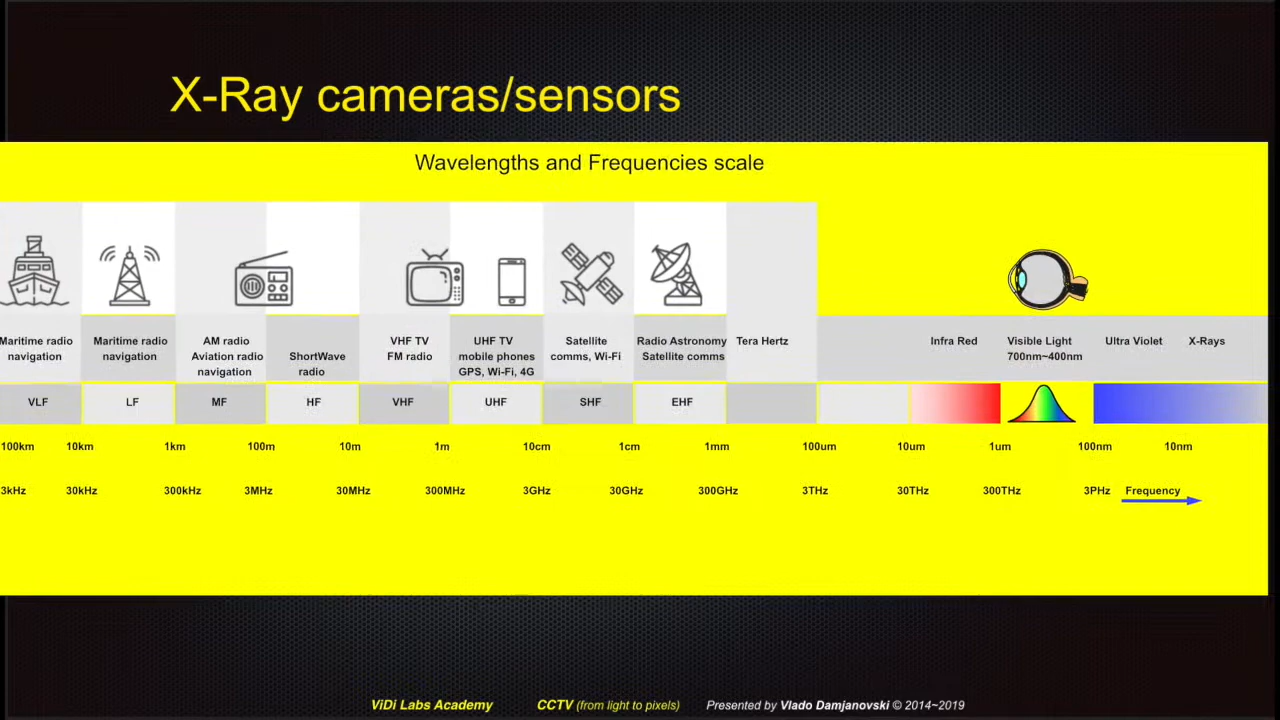 X-Ray cameras/sensors
Wavelengths and Frequencies scale
Maritime radio
navigation
Maritime radio
navigation
AM radio
Aviation radio
navigation
ShortWave
radio
VHF TV
FM radio
UHF TV
mobile phones
GPS, Wi-Fi, 4G
Satellite
comms, Wi-Fi
Radio Astronomy
Satellite comms
Tera Hertz
Infra Red
Visible Light
700nm~400nm
Ultra Violet
X-Rays
VLF LF MF HF VHF UHF SHF EHF
100km 10km 1km 100m 10m 1m 10cm 1cm 1mm 100um 10um 1um 100nm 10nm
3kHz 30kHz 300kHz 3MHz 30MHz 300MHz 3GHz 30GHz 300GHz 3THz 30THz 300THz 3PHz Frequency
ViDi Labs Academy CCTV (from light to pixels) Presented by Vlado Damjanovski © 2014~2019